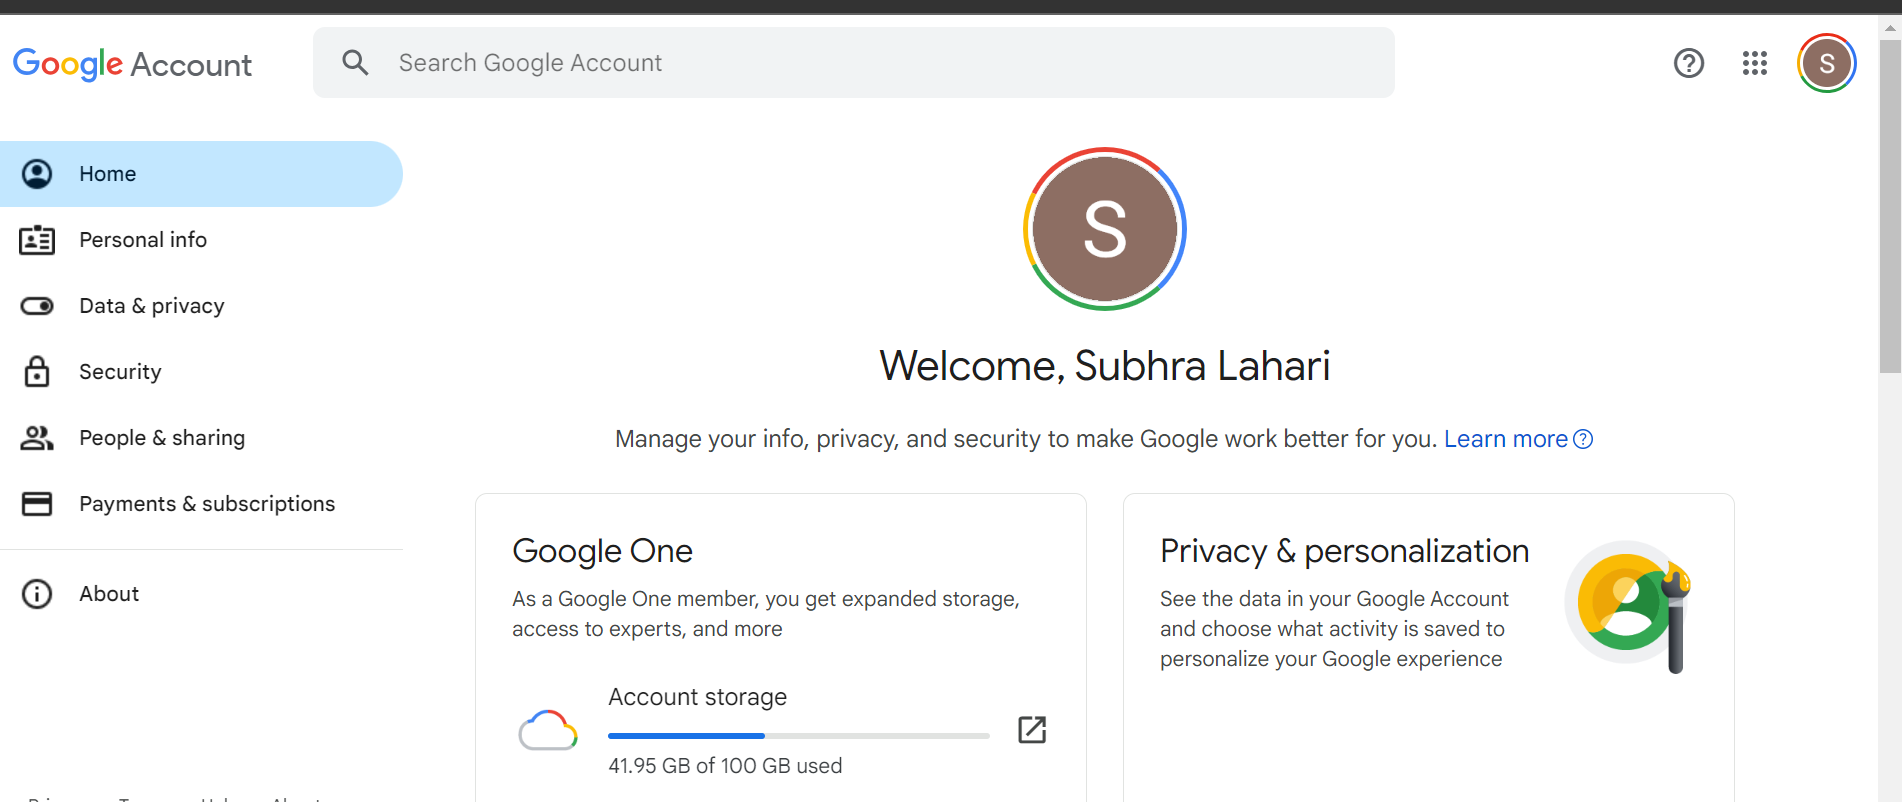 Google Account
Search Google Account
S
Home
Personal info
Data & privacy
Security
People & sharing
Payments & subscriptions
About
S
Welcome, Subhra Lahari
Manage your info, privacy, and security to make Google work better for you. Learn more
Google One
As a Google One member, you get expanded storage,
access to experts, and more
Account storage
41.95 GB of 100 GB used
Privacy & personalization
See the data in your Google Account
and choose what activity is saved to
personalize your Google experience